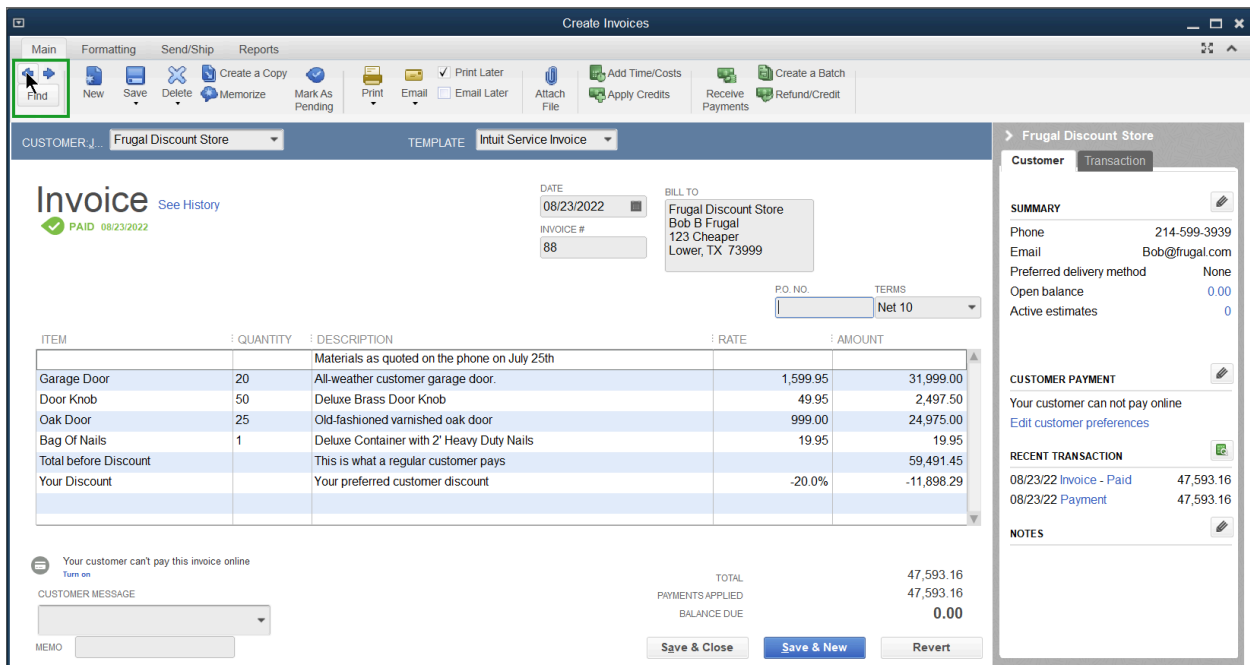 Create Invoices
Main Formatting Send/Ship Reports
Find
New
Save
Delete
Create a Copy
Memorize
Mark As
Pending
Print
Email
Print Later
Email Later
Attach
File
Add Time/Costs
Apply Credits
Receive
Payments
Create a Batch
Refund/Credit
CUSTOMER:J... Frugal Discount Store TEMPLATE Intuit Service Invoice
Invoice See History
PAID 08/23/2022
DATE
08/23/2022
INVOICE #
88
BILL TO
Frugal Discount Store
Bob B Frugal
123 Cheaper
Lower, TX 73999
P.O. NO. TERMS
Net 10
ITEM QUANTITY DESCRIPTION RATE AMOUNT
Materials as quoted on the phone on July 25th
Garage Door 20 All-weather customer garage door. 1,599.95 31,999.00
Door Knob 50 Deluxe Brass Door Knob 49.95 2,497.50
Oak Door 25 Old-fashioned varnished oak door 999.00 24,975.00
Bag Of Nails 1 Deluxe Container with 2' Heavy Duty Nails 19.95 19.95
Total before Discount This is what a regular customer pays 59,491.45
Your Discount Your preferred customer discount -20.0% -11,898.29
Your customer can't pay this invoice online
Turn on
CUSTOMER MESSAGE
MEMO
TOTAL 47,593.16
PAYMENTS APPLIED 47,593.16
BALANCE DUE 0.00
Save & Close Save & New Revert
Frugal Discount Store
Customer Transaction
SUMMARY
Phone 214-599-3939
Email Bob@frugal.com
Preferred delivery method None
Open balance 0.00
Active estimates 0
CUSTOMER PAYMENT
Your customer can not pay online
Edit customer preferences
RECENT TRANSACTION
08/23/22 Invoice - Paid 47,593.16
08/23/22 Payment 47,593.16
NOTES